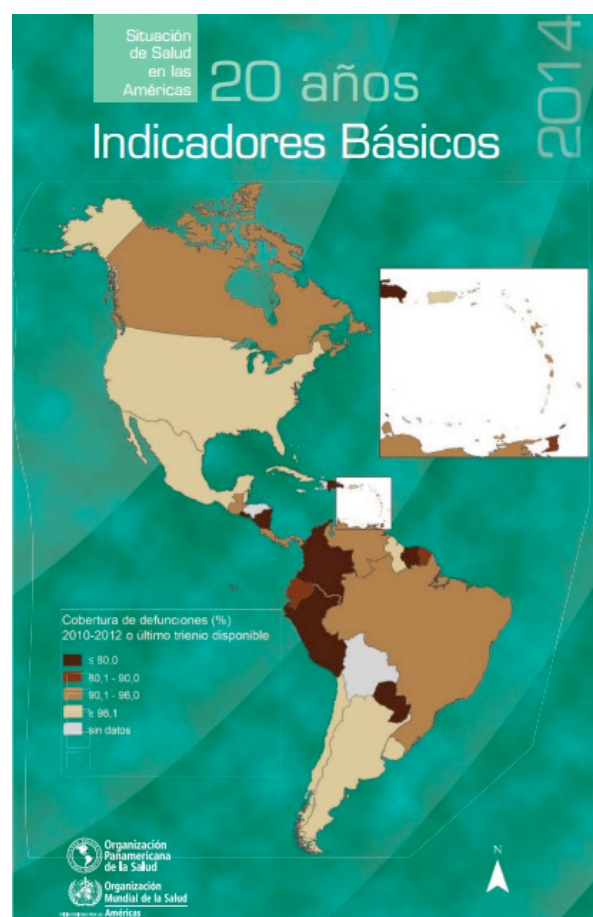 Situación
de Salud
en las
Américas
20 años
2014
Indicadores Básicos
Cobertura de defunciones (%)
2010-2012 o último trienio disponible
≤ 80,0
80,1 - 90,0
90,1 - 96,0
≥ 96,1
sin datos
N
Organización
Panamericana
de la Salud
Organización
Mundial de la Salud
Américas